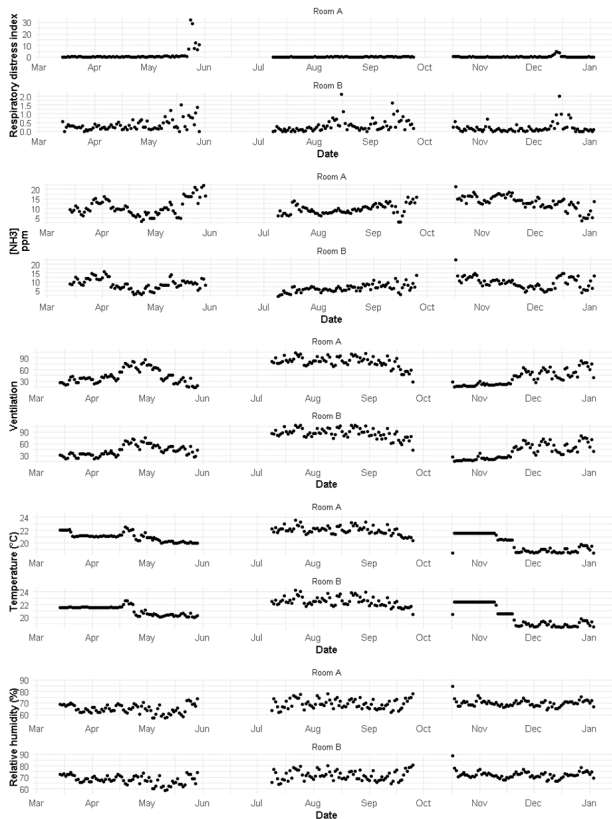 Respiratory distress index
Room A
30
20
10
0
Mar Apr May Jun Jul Aug Sep Oct Nov Dec Jan
Room B
2.0
1.5
1.0
0.5
0.0
Mar Apr May Jun Jul Aug Sep Oct Nov Dec Jan
Date
[NH3]
ppm
Room A
20
15
10
5
Mar Apr May Jun Jul Aug Sep Oct Nov Dec Jan
Room B
20
15
10
5
Mar Apr May Jun Jul Aug Sep Oct Nov Dec Jan
Date
Ventilation
Room A
90
60
30
Mar Apr May Jun Jul Aug Sep Oct Nov Dec Jan
Room B
90
60
30
Mar Apr May Jun Jul Aug Sep Oct Nov Dec Jan
Date
Temperature (°C)
Room A
24
22
20
Mar Apr May Jun Jul Aug Sep Oct Nov Dec Jan
Room B
24
22
20
Mar Apr May Jun Jul Aug Sep Oct Nov Dec Jan
Date
Relative humidity (%)
Room A
90
80
70
60
Mar Apr May Jun Jul Aug Sep Oct Nov Dec Jan
Room B
90
80
70
60
Mar Apr May Jun Jul Aug Sep Oct Nov Dec Jan
Date